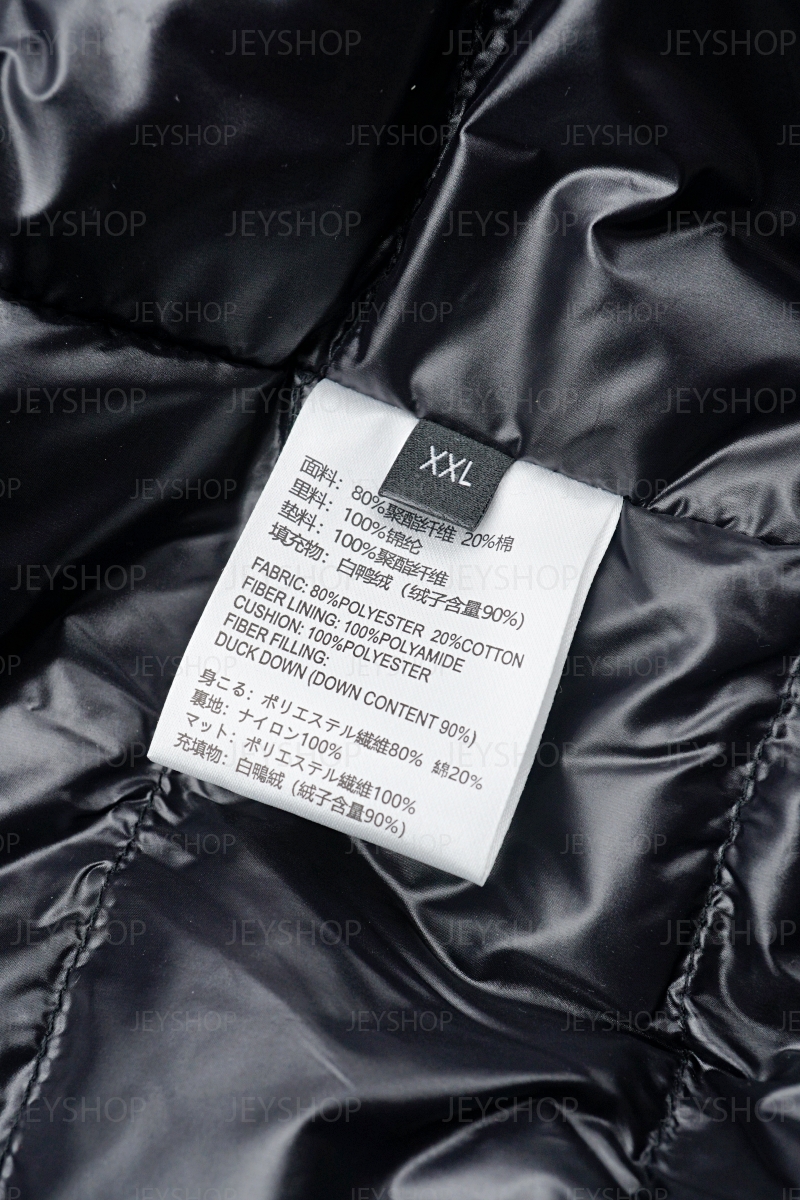 XXL
面料：80%聚酯纤维 20%棉
里料：100%锦纶
垫料：100%聚酯纤维
填充物：白鸭绒（绒子含量90%）
FABRIC: 80%POLYESTER 20%COTTON
FIBER LINING: 100%POLYAMIDE
CUSHION: 100%POLYESTER
FIBER FILLING:
DUCK DOWN (DOWN CONTENT 90%)
身こる：ポリエステル繊維80% 綿20%
裏地：ナイロン100%
マット：ポリエステル繊維100%
充填物：白鴨絨（絨子含量90%）
JEYSHOP